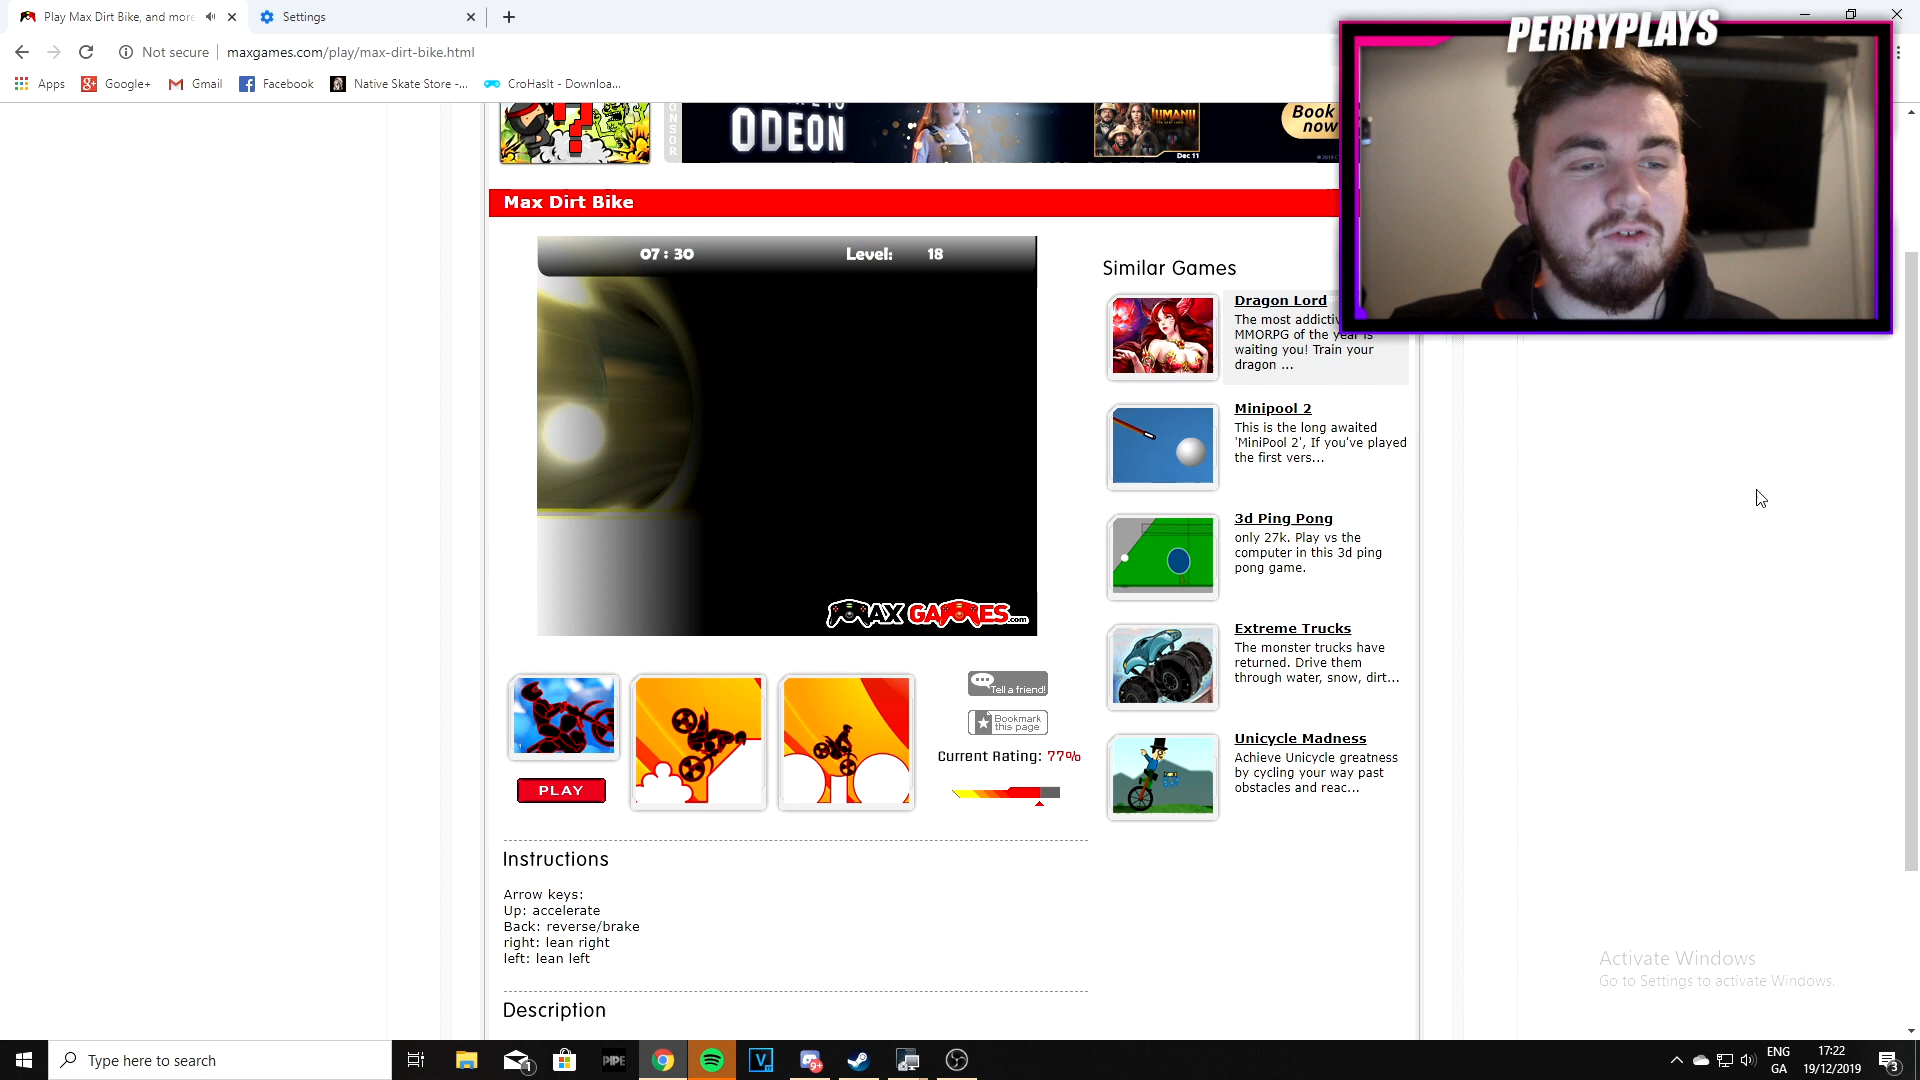 Play Max Dirt Bike, and more
Settings
PERRYPLAYS
Not secure
maxgames.com/play/max-dirt-bike.html
Apps
Google+
Gmail
Facebook
Native Skate Store -...
CroHasIt - Downloa...
ODEON
JUMANJI
Dec 11
Book
now
Max Dirt Bike
07 : 30
Level: 18
MAX GAMES.com
Similar Games
Dragon Lord
The most addictiv
MMORPG of the year is
waiting you! Train your
dragon ...
Minipool 2
This is the long awaited
'MiniPool 2', If you've played
the first vers...
3d Ping Pong
only 27k. Play vs the
computer in this 3d ping
pong game.
Extreme Trucks
The monster trucks have
returned. Drive them
through water, snow, dirt...
Unicycle Madness
Achieve Unicycle greatness
by cycling your way past
obstacles and reac...
PLAY
Tell a friend!
Bookmark
this page
Current Rating: 77%
Instructions
Arrow keys:
Up: accelerate
Back: reverse/brake
right: lean right
left: lean left
Description
Activate Windows
Go to Settings to activate Windows.
Type here to search
1
PIPE
9+
ENG
GA
17:22
19/12/2019
3